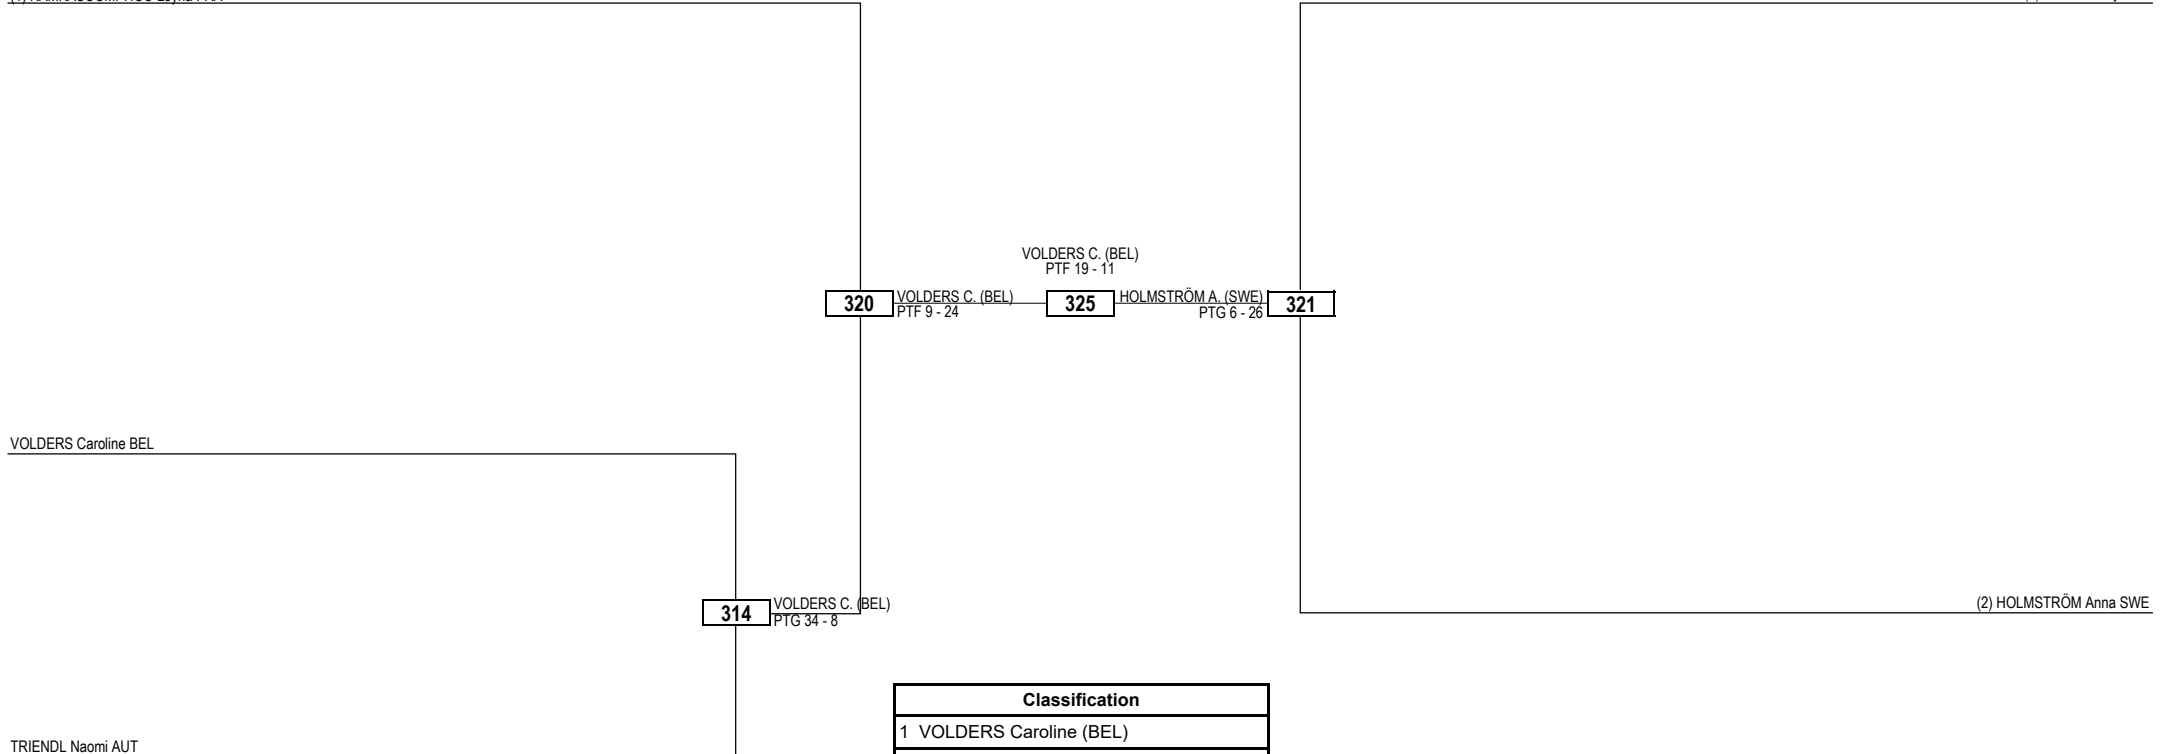 VOLDERS C. (BEL)
PTF 19 - 11
320
VOLDERS C. (BEL)
PTF 9 - 24
325
HOLMSTRÖM A. (SWE)
PTG 6 - 26
321
VOLDERS Caroline BEL
314
VOLDERS C. (BEL)
PTG 34 - 8
(2) HOLMSTRÖM Anna SWE
Classification
1 VOLDERS Caroline (BEL)
TRIENDL Naomi AUT